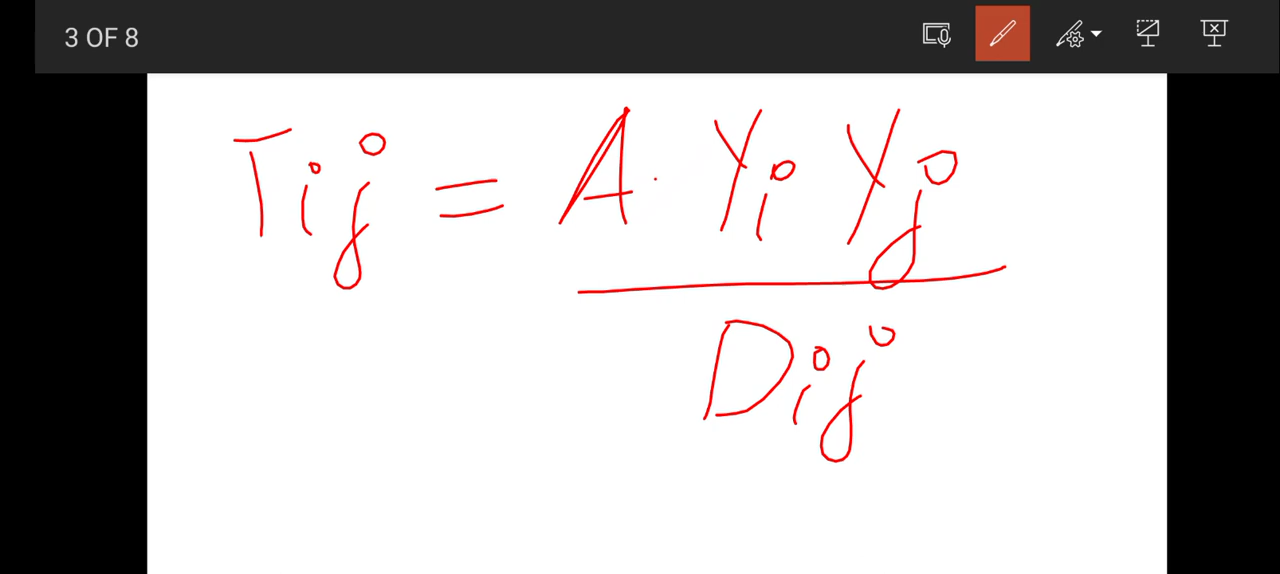 3 OF 8
Tij = A . Yi Yj
Dij